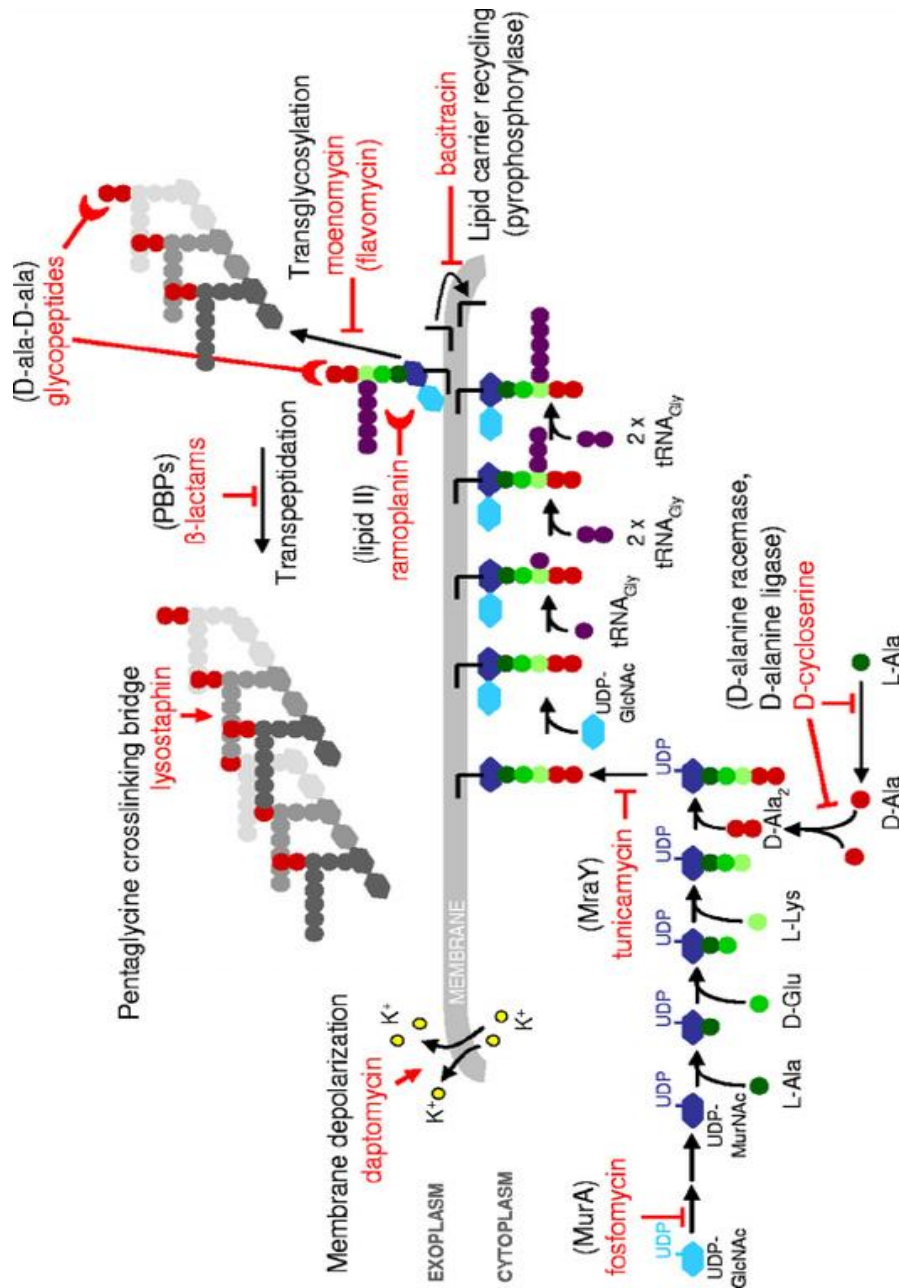 Pentaglycine crosslinking bridge
lysostaphin
(PBPs)
ß-lactams
Transpeptidation
(D-ala-D-ala)
glycopeptides
Transglycosylation
moenomycin
(flavomycin)
(lipid II)
ramoplanin
bacitracin
Lipid carrier recycling
(pyrophosphorylase)
Membrane depolarization
daptomycin
K+
K+
K+
EXOPLASM
MEMBRANE
CYTOPLASM
(MurA)
fosfomycin
UDP
UDP-
GlcNAc
UDP
UDP-
MurNAc
L-Ala
UDP
D-Glu
UDP
L-Lys
UDP
D-Ala2
UDP
(MraY)
tunicamycin
UDP-
GlcNAc
tRNAGly
2 x
tRNAGly
2 x
tRNAGly
(D-alanine racemase,
D-alanine ligase)
D-cycloserine
D-Ala
L-Ala